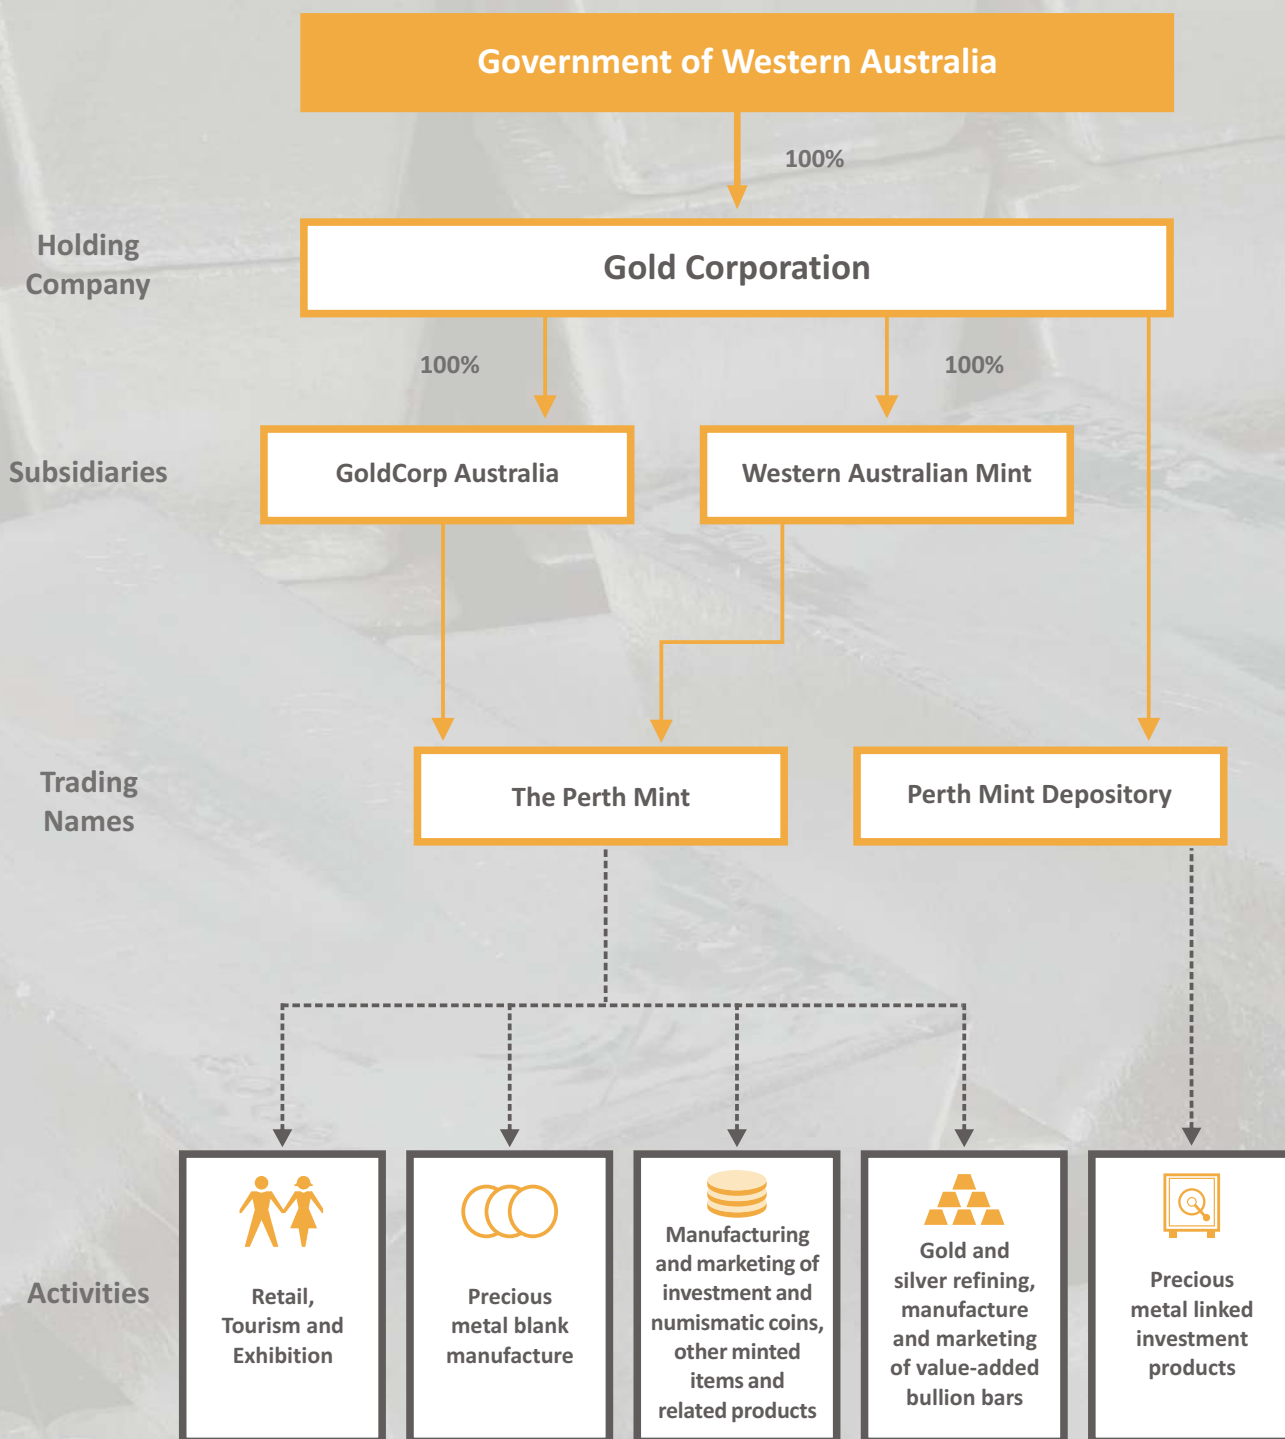 Government of Western Australia
100%
Holding
Company
Gold Corporation
100%
100%
Subsidiaries
GoldCorp Australia
Western Australian Mint
Trading
Names
The Perth Mint
Perth Mint Depository
Activities
Retail,
Tourism and
Exhibition
Precious
metal blank
manufacture
Manufacturing
and marketing of
investment and
numismatic coins,
other minted
items and
related products
Gold and
silver refining,
manufacture
and marketing
of value-added
bullion bars
Precious
metal linked
investment
products